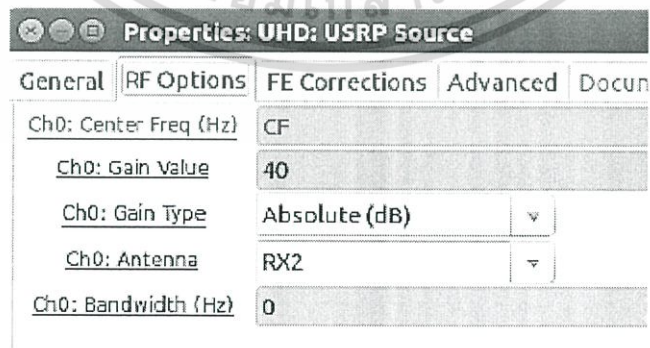 Properties: UHD: USRP Source
General RF Options FE Corrections Advanced Docum
Ch0: Center Freq (Hz) CF
Ch0: Gain Value 40
Ch0: Gain Type Absolute (dB)
Ch0: Antenna RX2
Ch0: Bandwidth (Hz) 0